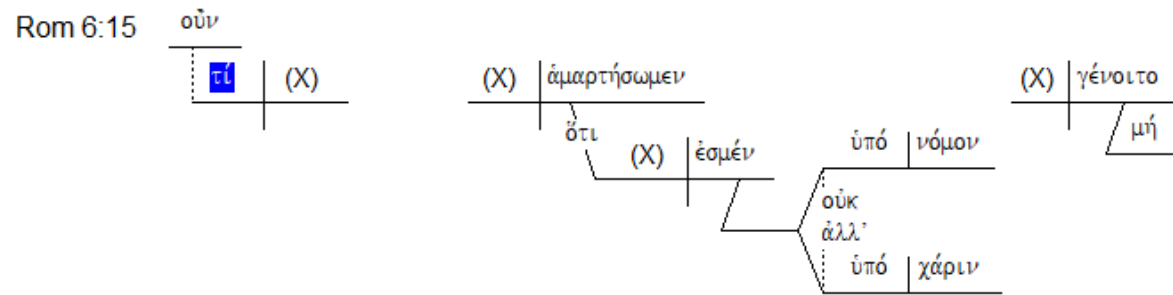 Rom 6:15 οὖν
τί (X) (X) ἁμαρτήσωμεν (X) γένοιτο
ὅτι (X) ἐσμέν ὑπό νόμον μή
οὐκ
ἀλλ’
ὑπό χάριν